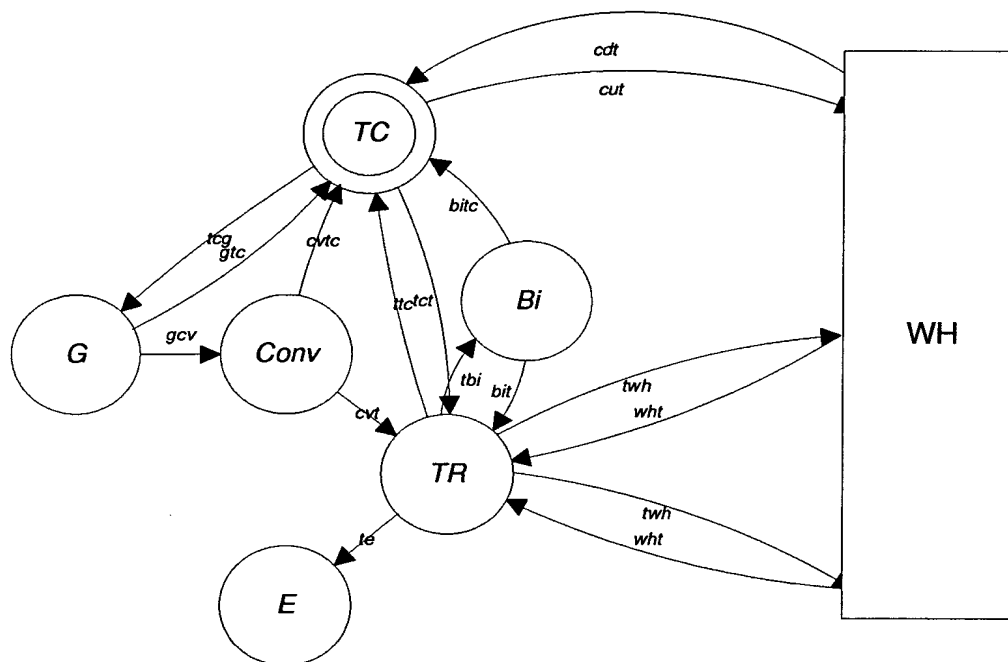 cdt
cut
TC
bitc
tcg
gtc
cvtc
Bi
ttc
tct
gcv
WH
G
Conv
tbi
bit
twh
wht
cvt
TR
twh
wht
te
E